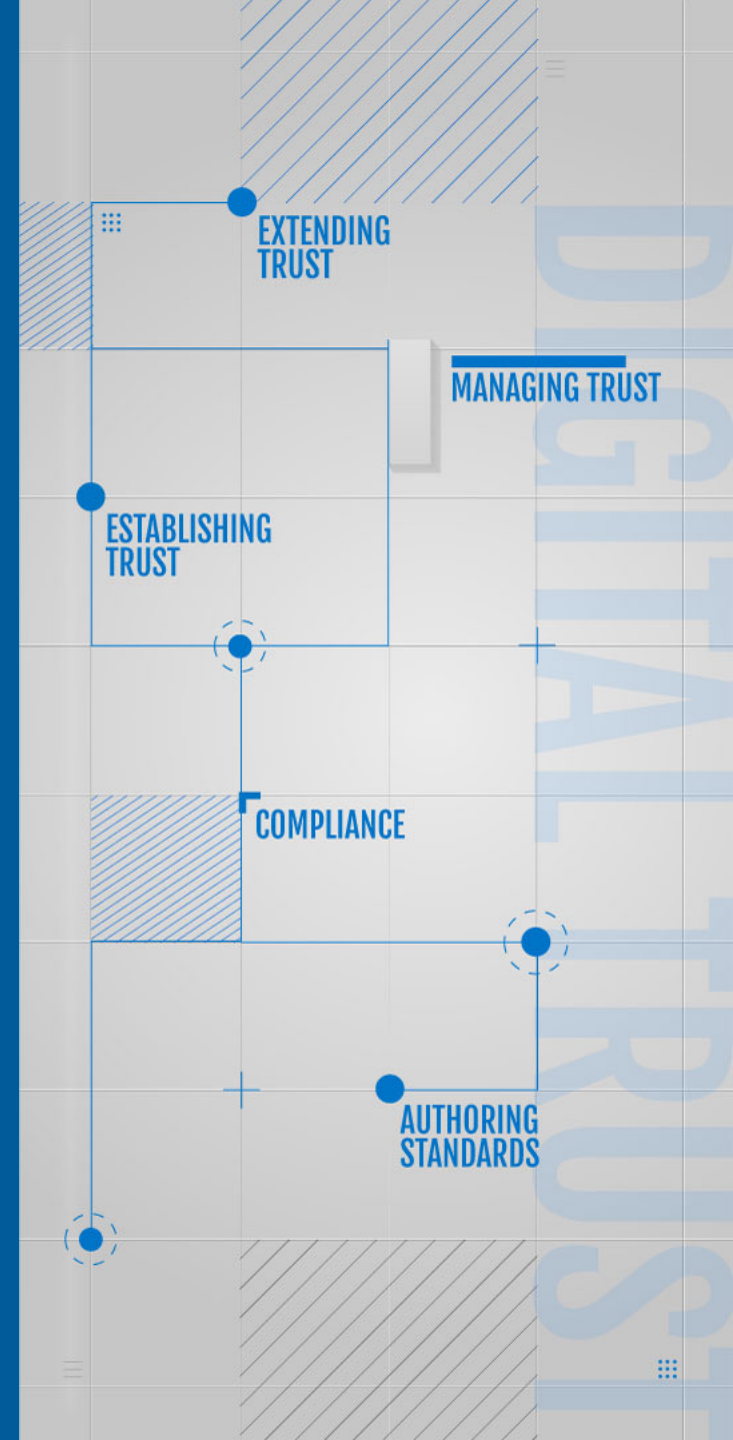 EXTENDING
TRUST
MANAGING TRUST
ESTABLISHING
TRUST
COMPLIANCE
AUTHORING
STANDARDS
DIGITAL TRUST